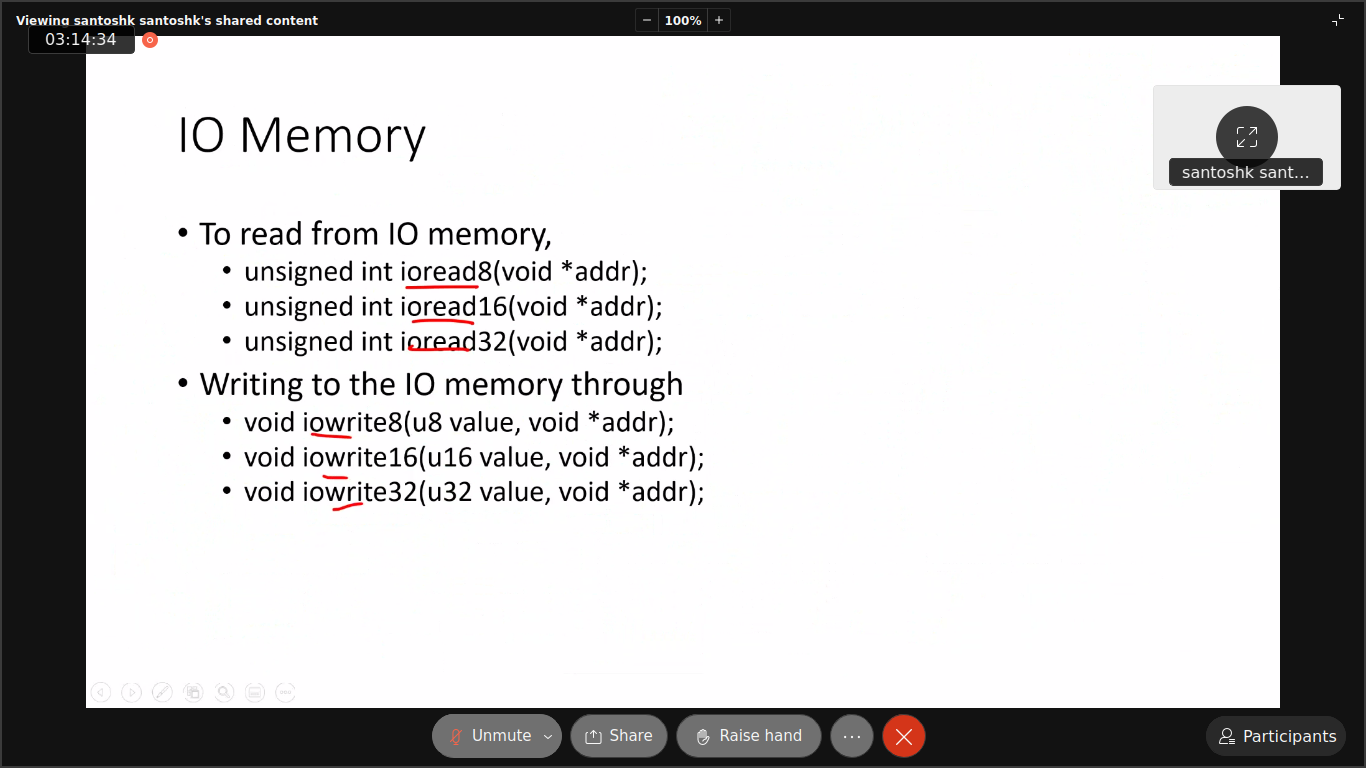 Viewing santoshk santoshk's shared content
− 100% +
03:14:34
santoshk sant...
IO Memory
• To read from IO memory,
• unsigned int ioread8(void *addr);
• unsigned int ioread16(void *addr);
• unsigned int ioread32(void *addr);
• Writing to the IO memory through
• void iowrite8(u8 value, void *addr);
• void iowrite16(u16 value, void *addr);
• void iowrite32(u32 value, void *addr);
Unmute Share Raise hand ... Participants